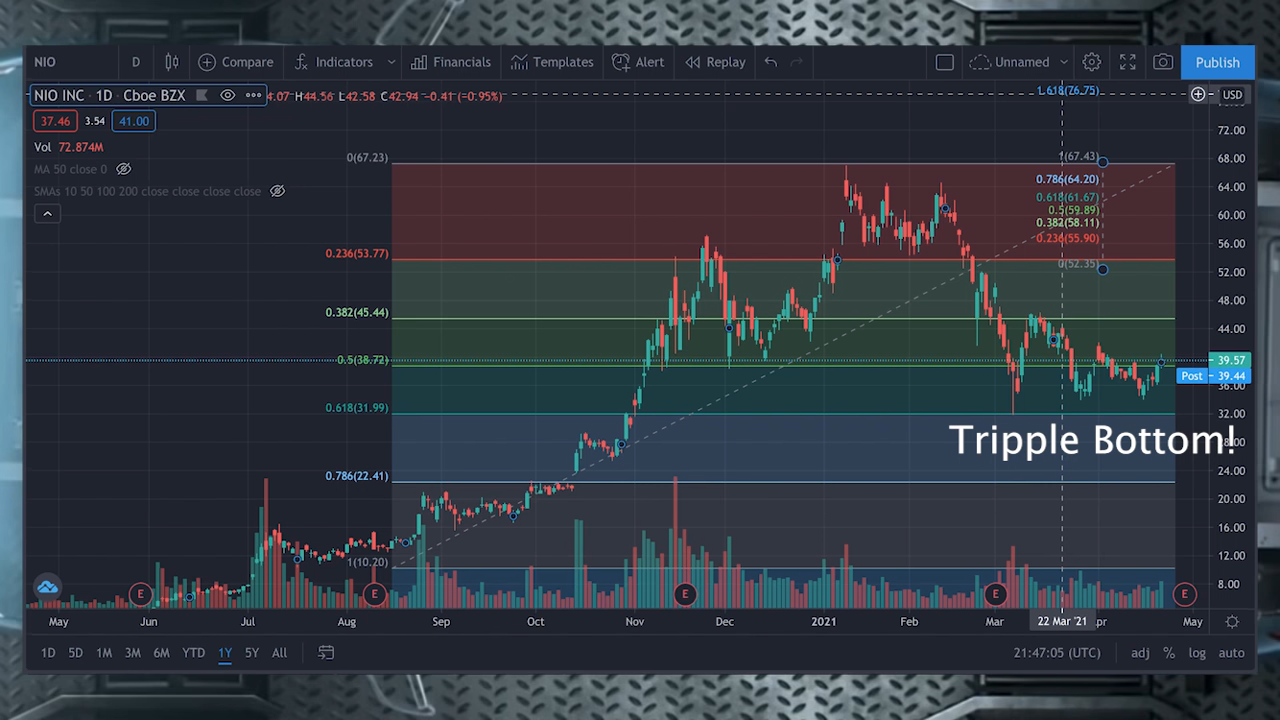 NIO D Compare Indicators Financials Templates Alert Replay Unnamed Publish
NIO INC · 1D · Cboe BZX 4.07 H44.56 L42.58 C42.94 −0.41 (−0.95%)
1.618(76.75)
USD
37.46 3.54 41.00
72.00
Vol 72.874M
0(67.23)
1(67.43)
68.00
MA 50 close 0
0.786(64.20)
64.00
SMAs 10 50 100 200 close close close close
0.618(61.67)
0.5(59.89)
60.00
0.382(58.11)
0.236(55.90)
56.00
0.236(53.77)
0(52.35)
52.00
48.00
0.382(45.44)
44.00
0.5(38.72)
39.57
Post 39.44
36.00
0.618(31.99)
32.00
Tripple Bottom!
28.00
24.00
0.786(22.41)
20.00
16.00
12.00
1(10.20)
8.00
E E E E E
May Jun Jul Aug Sep Oct Nov Dec 2021 Feb Mar 22 Mar '21 pr May
1D 5D 1M 3M 6M YTD 1Y 5Y All 21:47:05 (UTC) adj % log auto